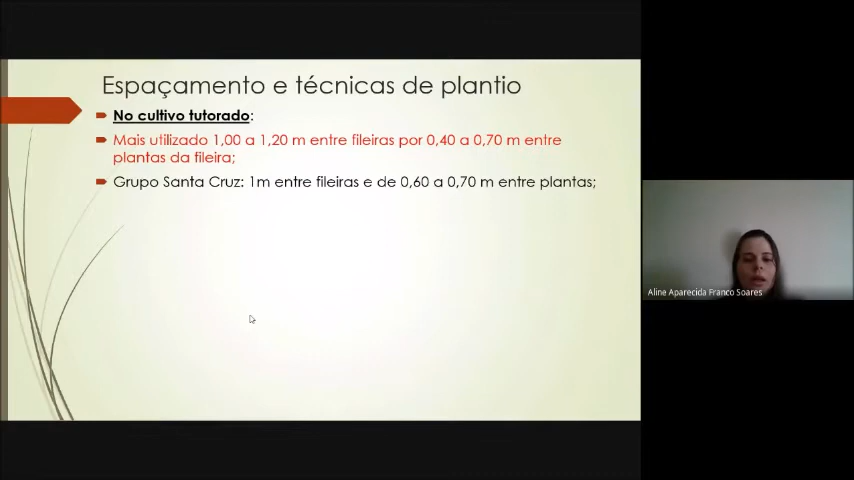 Espaçamento e técnicas de plantio
No cultivo tutorado:
Mais utilizado 1,00 a 1,20 m entre fileiras por 0,40 a 0,70 m entre
plantas da fileira;
Grupo Santa Cruz: 1m entre fileiras e de 0,60 a 0,70 m entre plantas;
Aline Aparecida Franco Soares